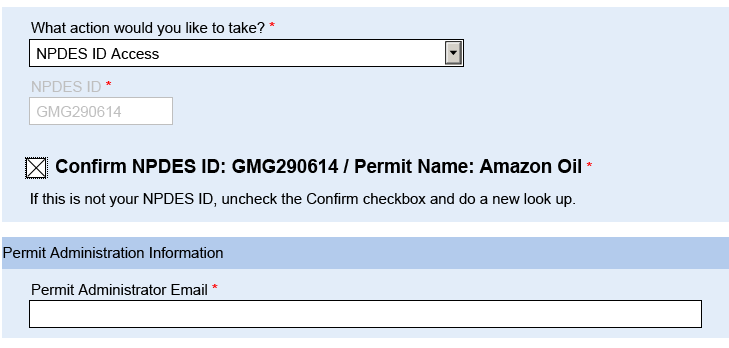 What action would you like to take? *
NPDES ID Access
NPDES ID *
GMG290614
Confirm NPDES ID: GMG290614 / Permit Name: Amazon Oil *
If this is not your NPDES ID, uncheck the Confirm checkbox and do a new look up.
Permit Administration Information
Permit Administrator Email *